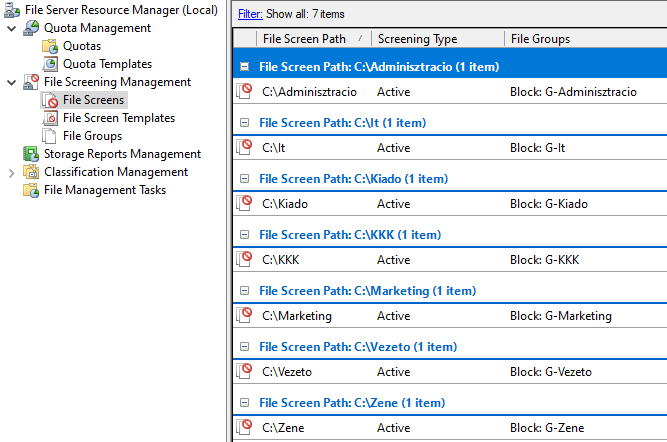 File Server Resource Manager (Local)
Quota Management
Quotas
Quota Templates
File Screening Management
File Screens
File Screen Templates
File Groups
Storage Reports Management
Classification Management
File Management Tasks
Filter: Show all: 7 items
File Screen Path / Screening Type File Groups
File Screen Path: C:\Adminisztracio (1 item)
C:\Adminisztracio Active Block: G-Adminisztracio
File Screen Path: C:\It (1 item)
C:\It Active Block: G-It
File Screen Path: C:\Kiado (1 item)
C:\Kiado Active Block: G-Kiado
File Screen Path: C:\KKK (1 item)
C:\KKK Active Block: G-KKK
File Screen Path: C:\Marketing (1 item)
C:\Marketing Active Block: G-Marketing
File Screen Path: C:\Vezeto (1 item)
C:\Vezeto Active Block: G-Vezeto
File Screen Path: C:\Zene (1 item)
C:\Zene Active Block: G-Zene